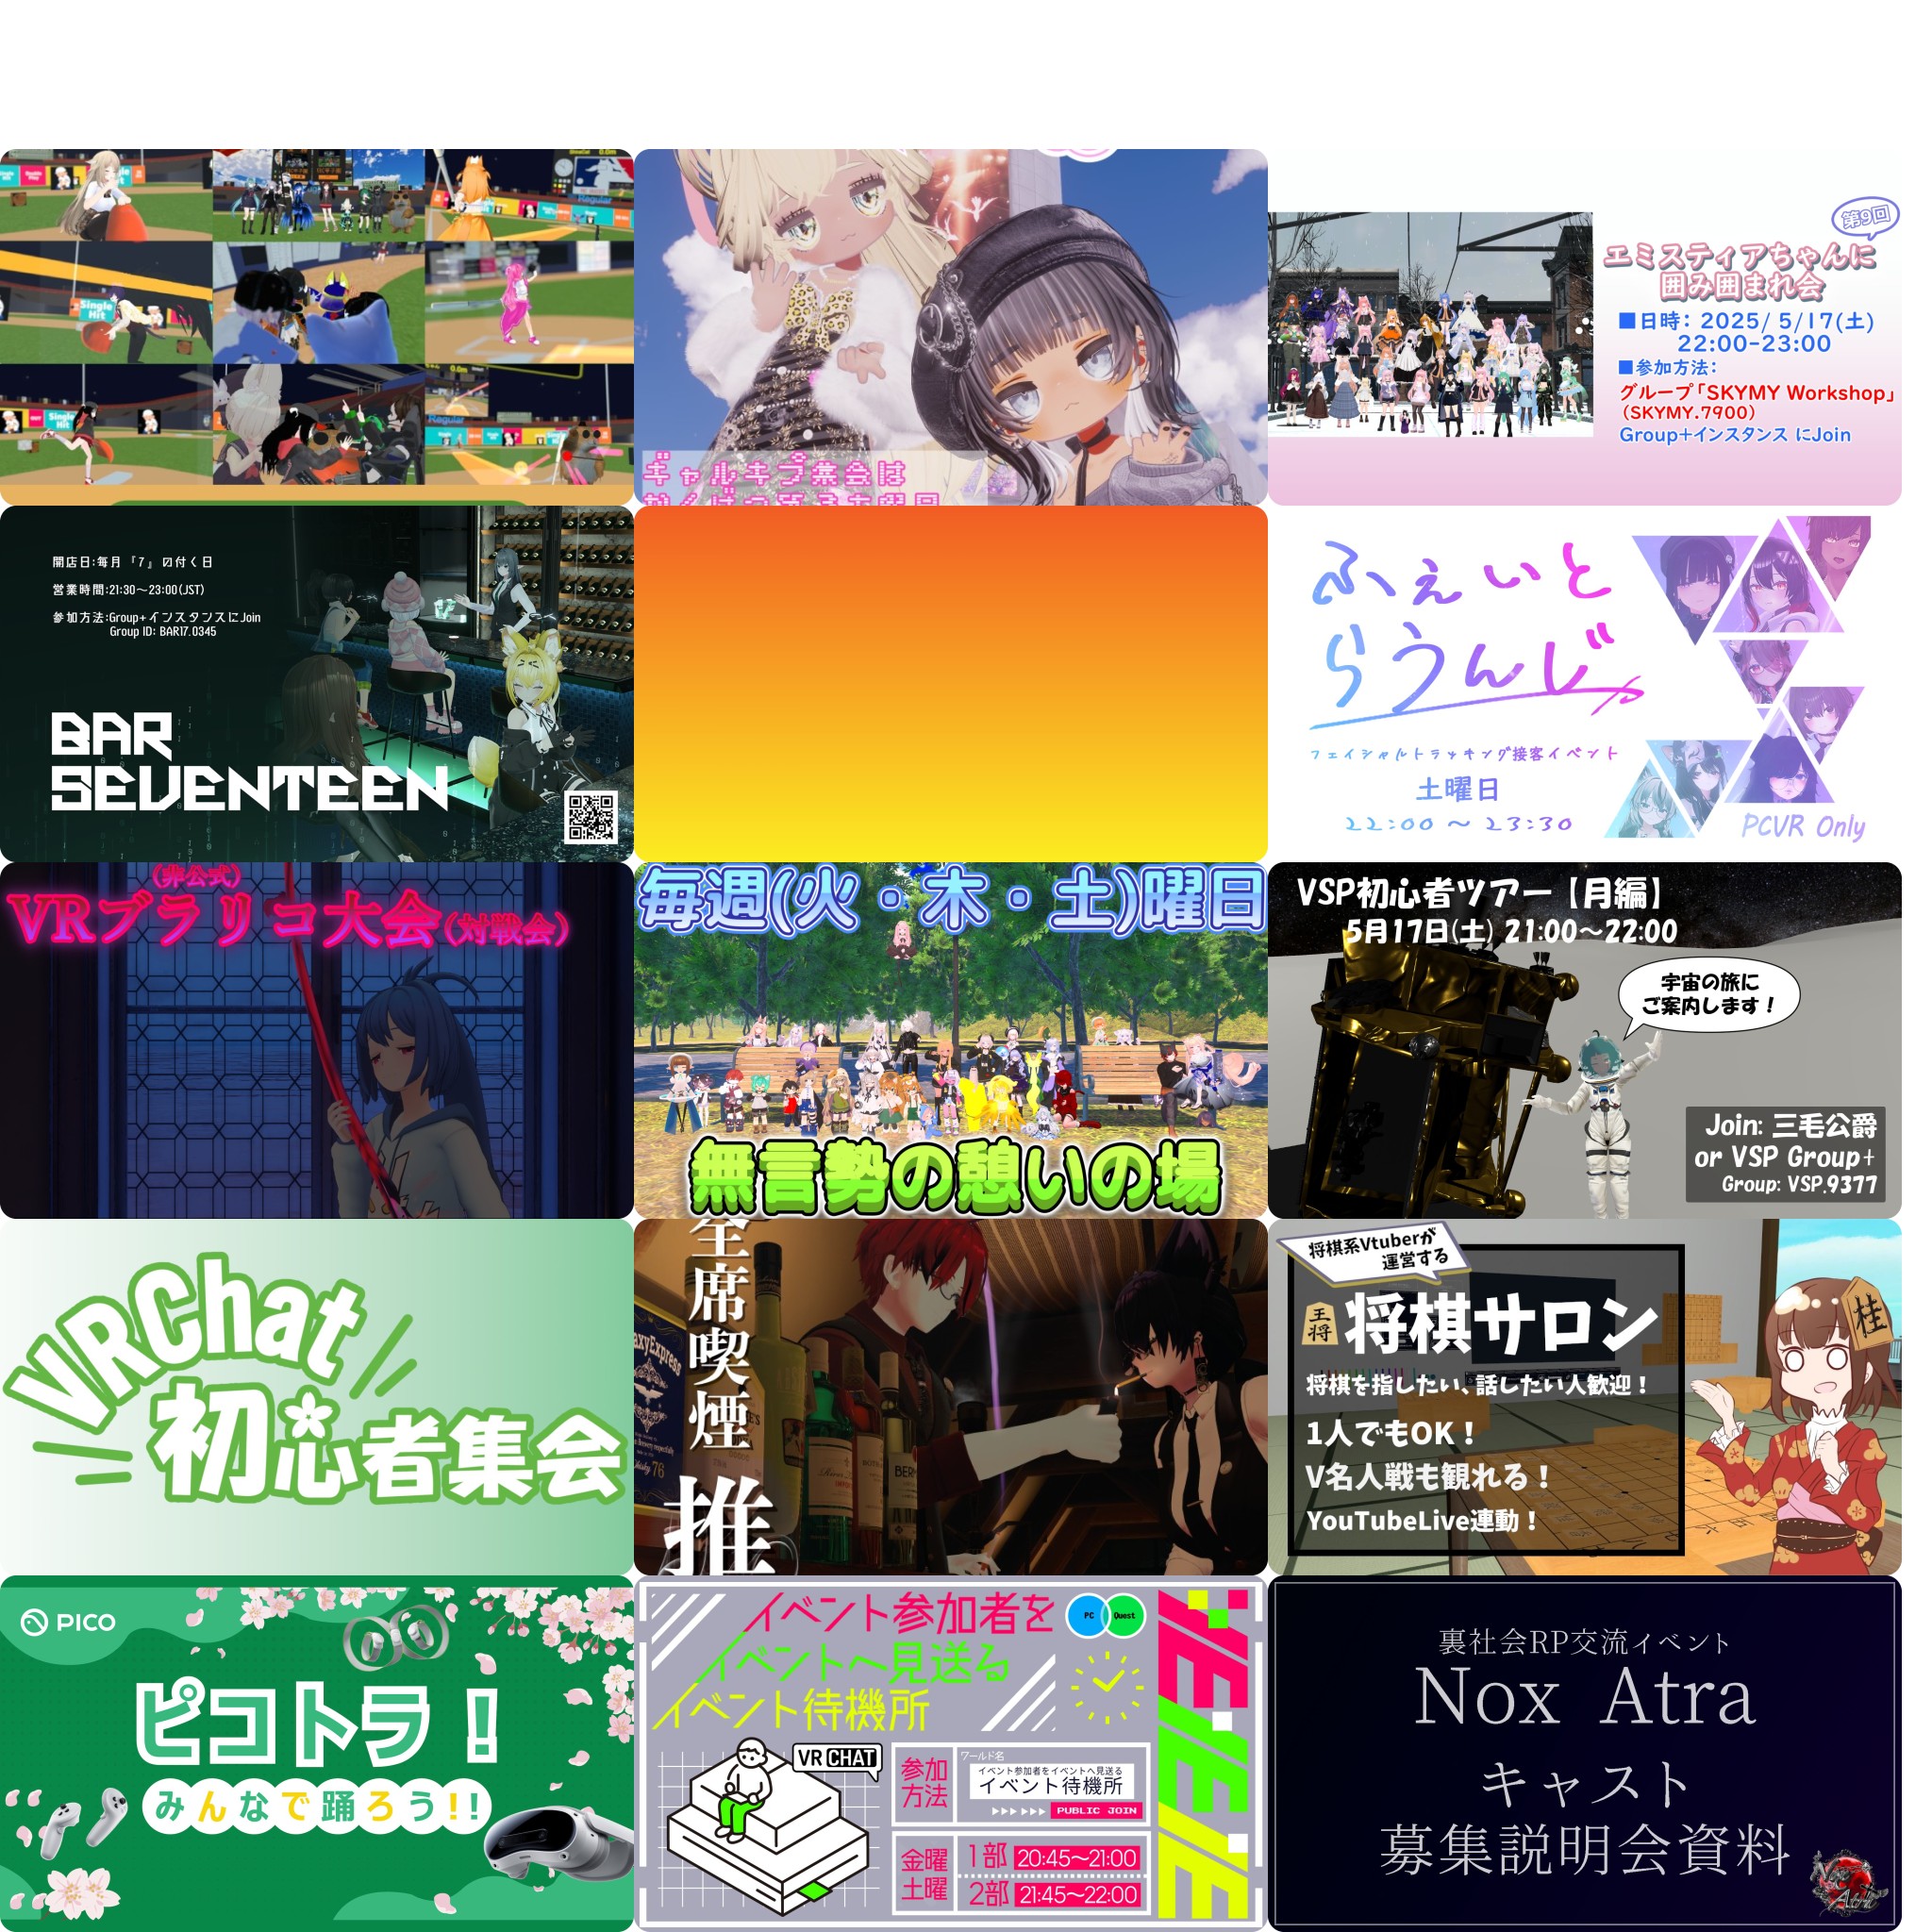 Single Hit
Regular
Single Hit
Single Hit
Regular
ギャルキプ集会は
第9回
エミスティアちゃんに
囲み囲まれ会
■日時： 2025/ 5/17(土)
22:00-23:00
■参加方法：
グループ「SKYMY Workshop」
（SKYMY.7900）
Group+インスタンス にJoin
開店日:毎月『7』の付く日
営業時間:21:30～23:00(JST)
参加方法:Group+インスタンスにJoin
Group ID: BAR17.0345
BAR
SEVENTEEN
ふぇいと
らうんじ
フェイシャルトラッキング接客イベント
土曜日
22:00 ～ 23:30
PCVR Only
(非公式)
VRブラリコ大会(対戦会)
毎週(火・木・土)曜日
無言勢の憩いの場
VSP初心者ツアー【月編】
5月17日(土) 21:00～22:00
宇宙の旅に
ご案内します！
Join: 三毛公爵
or VSP Group+
Group: VSP.9377
VRChat
初心者集会
全席喫煙
推
将棋系Vtuberが
運営する
王将
将棋サロン
桂
将棋を指したい、話したい人歓迎！
1人でもOK！
V名人戦も観れる！
YouTubeLive連動！
PICO
ピコトラ！
みんなで踊ろう!!
イベント参加者を
イベントへ見送る
イベント待機所
PC
Quest
VRCHAT
参加
方法
ワールド名
イベント参加者をイベントへ見送る
イベント待機所
PUBLIC JOIN
金曜
土曜
1部 20:45～21:00
2部 21:45～22:00
裏社会RP交流イベント
Nox Atra
キャスト
募集説明会資料